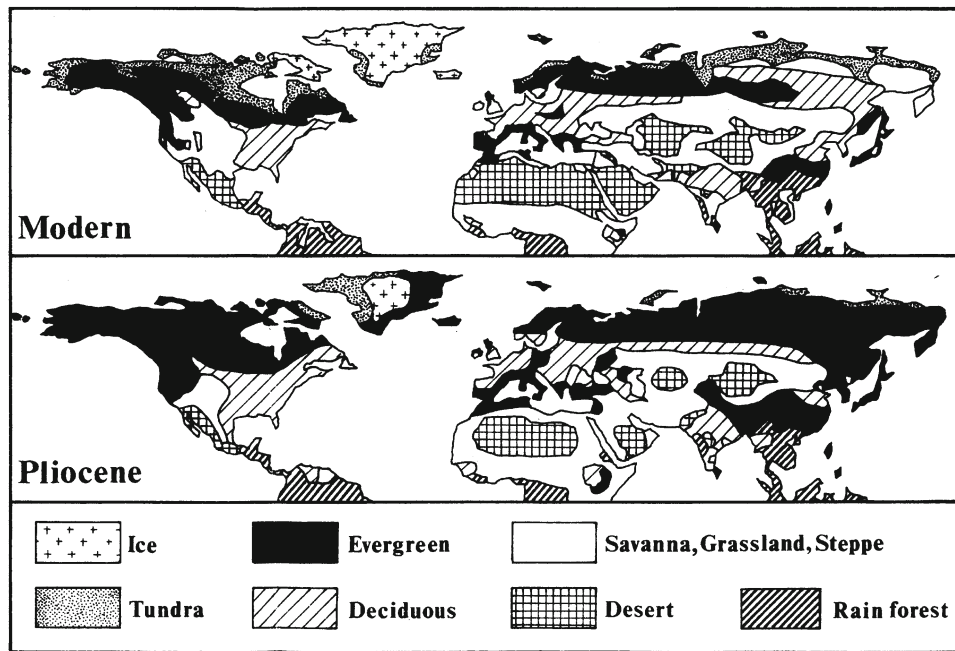 Modern
Pliocene
Ice
Evergreen
Savanna, Grassland, Steppe
Tundra
Deciduous
Desert
Rain forest